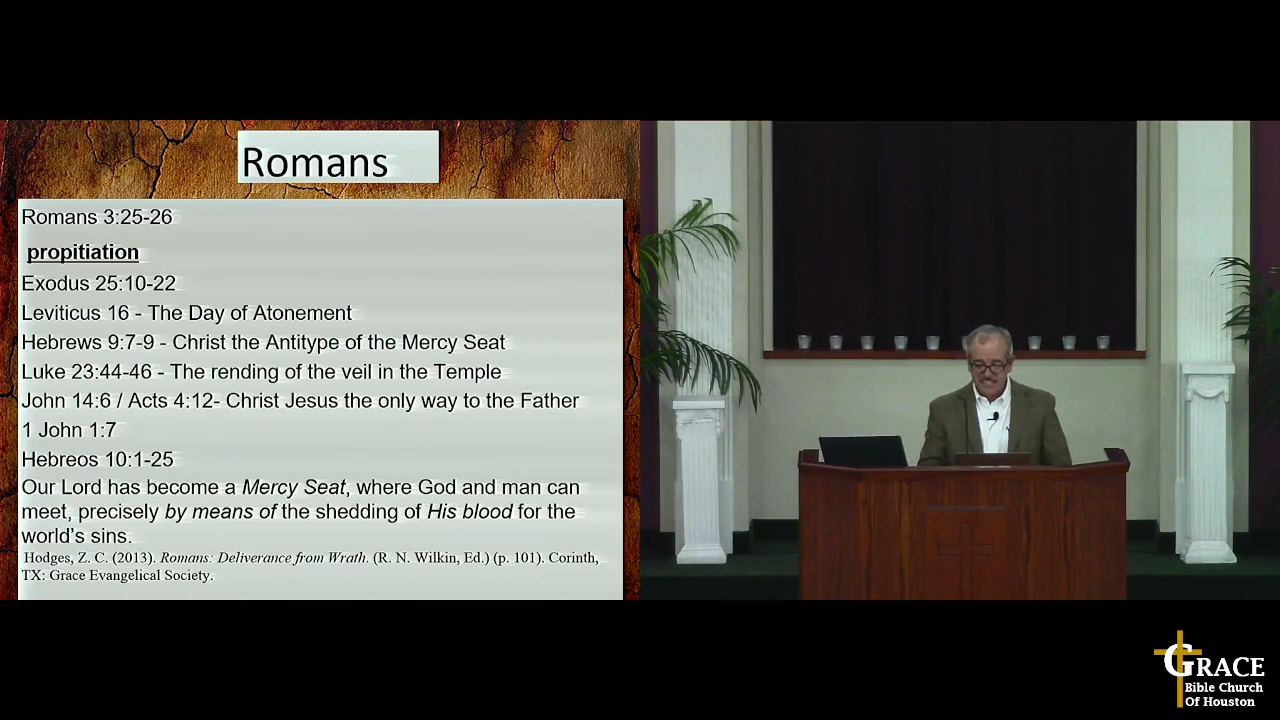 Romans
Romans 3:25-26
propitiation
Exodus 25:10-22
Leviticus 16 - The Day of Atonement
Hebrews 9:7-9 - Christ the Antitype of the Mercy Seat
Luke 23:44-46 - The rending of the veil in the Temple
John 14:6 / Acts 4:12- Christ Jesus the only way to the Father
1 John 1:7
Hebreos 10:1-25
Our Lord has become a Mercy Seat, where God and man can
meet, precisely by means of the shedding of His blood for the
world's sins.
Hodges, Z. C. (2013). Romans: Deliverance from Wrath. (R. N. Wilkin, Ed.) (p. 101). Corinth,
TX: Grace Evangelical Society.
GRACE
Bible Church
Of Houston